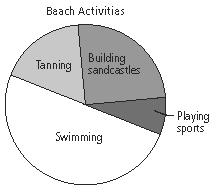 Beach Activities
Building
sandcastles
Tanning
Playing
sports
Swimming